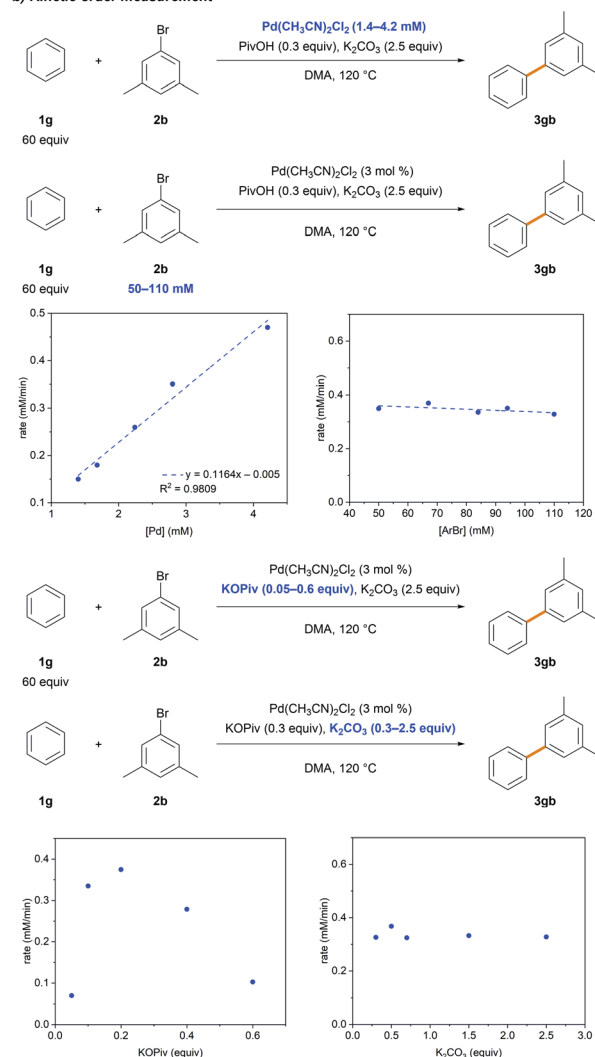 b) Kinetic order measurement
Br
Pd(CH₃CN)₂Cl₂ (1.4–4.2 mM)
PivOH (0.3 equiv), K₂CO₃ (2.5 equiv)
+
DMA, 120 °C
1g
2b
3gb
60 equiv
Br
Pd(CH₃CN)₂Cl₂ (3 mol %)
PivOH (0.3 equiv), K₂CO₃ (2.5 equiv)
+
DMA, 120 °C
1g
2b
3gb
60 equiv
50–110 mM
0.5
0.4
0.3
0.2
0.1
rate (mM/min)
y = 0.1164x – 0.005
R² = 0.9809
1
2
3
4
[Pd] (mM)
0.6
0.4
0.2
0.0
rate (mM/min)
40 50 60 70 80 90 100 110 120
[ArBr] (mM)
Br
Pd(CH₃CN)₂Cl₂ (3 mol %)
KOPiv (0.05–0.6 equiv), K₂CO₃ (2.5 equiv)
+
DMA, 120 °C
1g
2b
3gb
60 equiv
Br
Pd(CH₃CN)₂Cl₂ (3 mol %)
KOPiv (0.3 equiv), K₂CO₃ (0.3–2.5 equiv)
+
DMA, 120 °C
1g
2b
3gb
60 equiv
0.4
0.3
0.2
0.1
0.0
rate (mM/min)
0.0 0.2 0.4 0.6
KOPiv (equiv)
0.6
0.4
0.2
0.0
rate (mM/min)
0.0 0.5 1.0 1.5 2.0 2.5 3.0
K₂CO₃ (equiv)